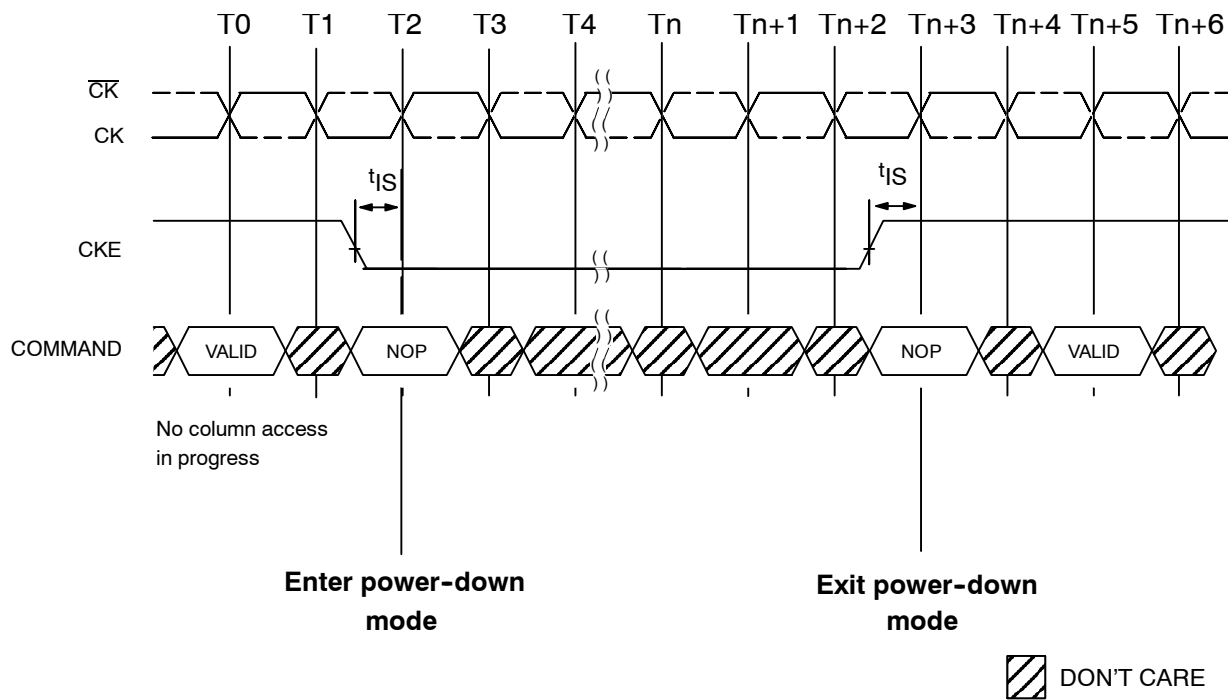 T0 T1 T2 T3 T4 Tn Tn+1 Tn+2 Tn+3 Tn+4 Tn+5 Tn+6
CK
CK
tIS tIS
CKE
COMMAND VALID NOP NOP VALID
No column access
in progress
Enter power-down
mode
Exit power-down
mode
DON'T CARE